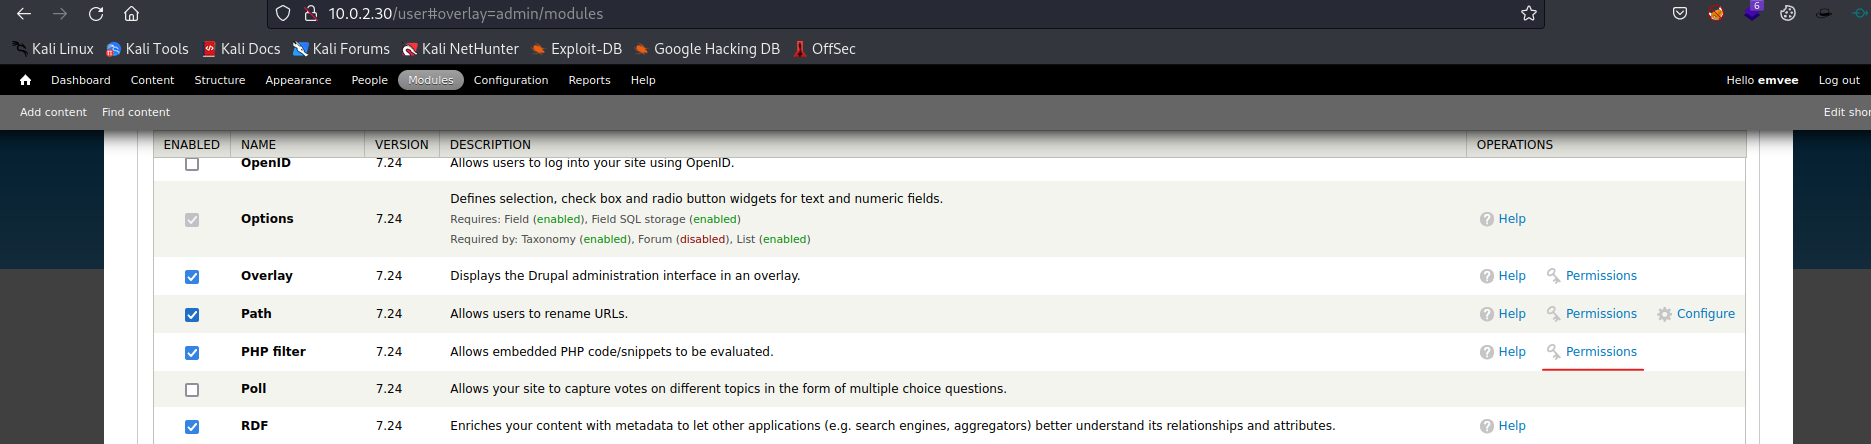 10.0.2.30/user#overlay=admin/modules
6
Kali Linux Kali Tools Kali Docs Kali Forums Kali NetHunter Exploit-DB Google Hacking DB OffSec
Dashboard Content Structure Appearance People Modules Configuration Reports Help Hello emvee Log out
Add content Find content Edit shor
ENABLED NAME VERSION DESCRIPTION OPERATIONS
OpenID 7.24 Allows users to log into your site using OpenID.
Defines selection, check box and radio button widgets for text and numeric fields.
Options 7.24 Requires: Field (enabled), Field SQL storage (enabled) Help
Required by: Taxonomy (enabled), Forum (disabled), List (enabled)
Overlay 7.24 Displays the Drupal administration interface in an overlay. Help Permissions
Path 7.24 Allows users to rename URLs. Help Permissions Configure
PHP filter 7.24 Allows embedded PHP code/snippets to be evaluated. Help Permissions
Poll 7.24 Allows your site to capture votes on different topics in the form of multiple choice questions.
RDF 7.24 Enriches your content with metadata to let other applications (e.g. search engines, aggregators) better understand its relationships and attributes. Help